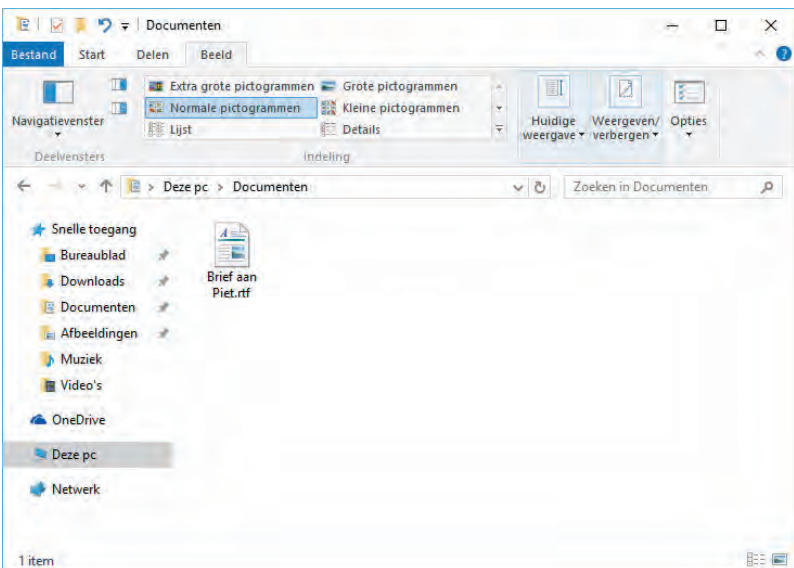 Documenten
Bestand Start Delen Beeld
Navigatievenster
Deelvensters
Extra grote pictogrammen Grote pictogrammen
Normale pictogrammen Kleine pictogrammen
Lijst Details
Indeling
Huidige weergave
Weergeven/ verbergen
Opties
Deze pc > Documenten
Zoeken in Documenten
Snelle toegang
Bureaublad
Downloads
Documenten
Afbeeldingen
Muziek
Video's
OneDrive
Deze pc
Netwerk
Brief aan
Piet.rtf
1 item